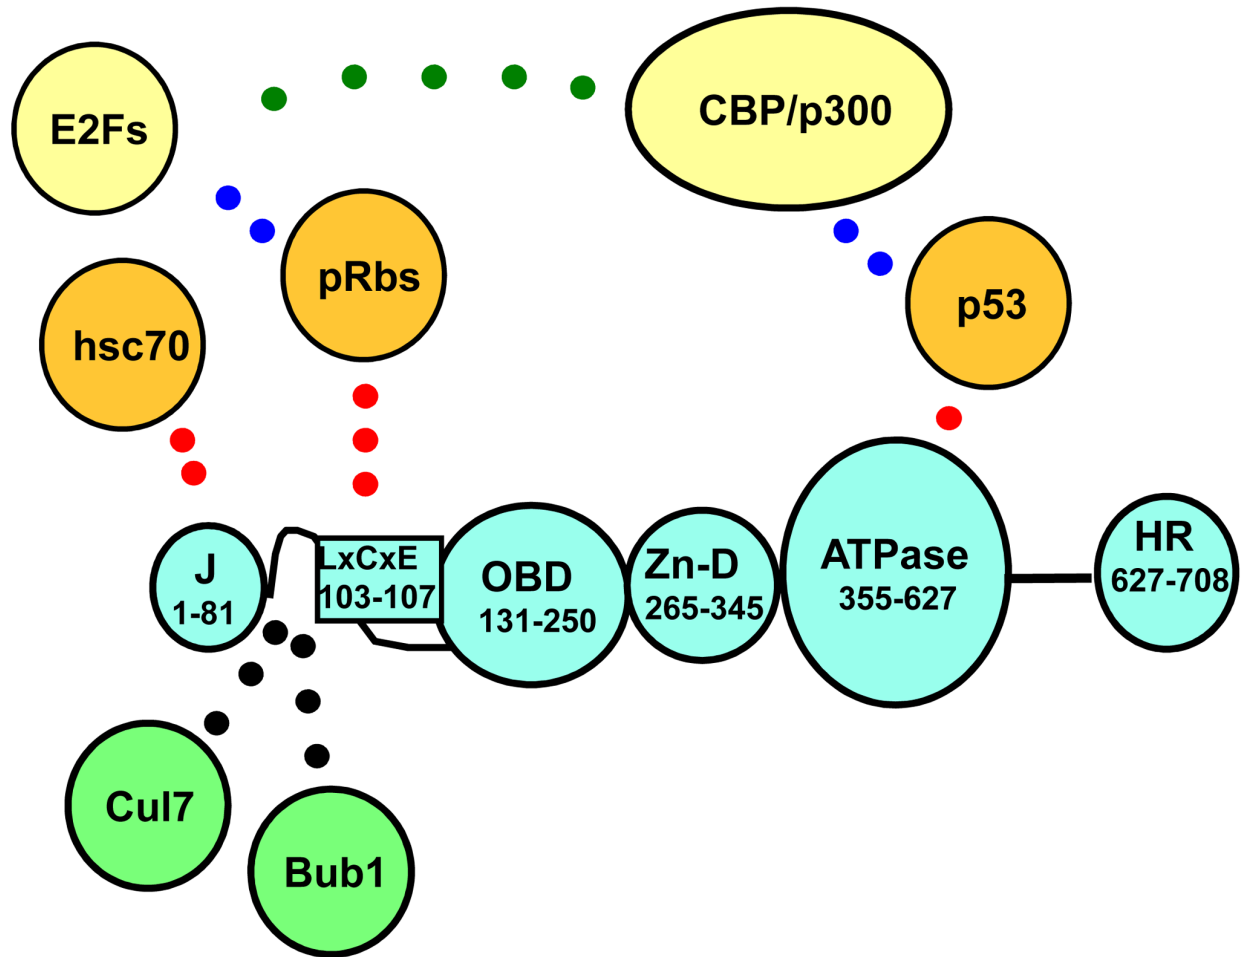 E2Fs
CBP/p300
pRbs
p53
hsc70
J
1-81
LxCxE
103-107
OBD
131-250
Zn-D
265-345
ATPase
355-627
HR
627-708
Cul7
Bub1